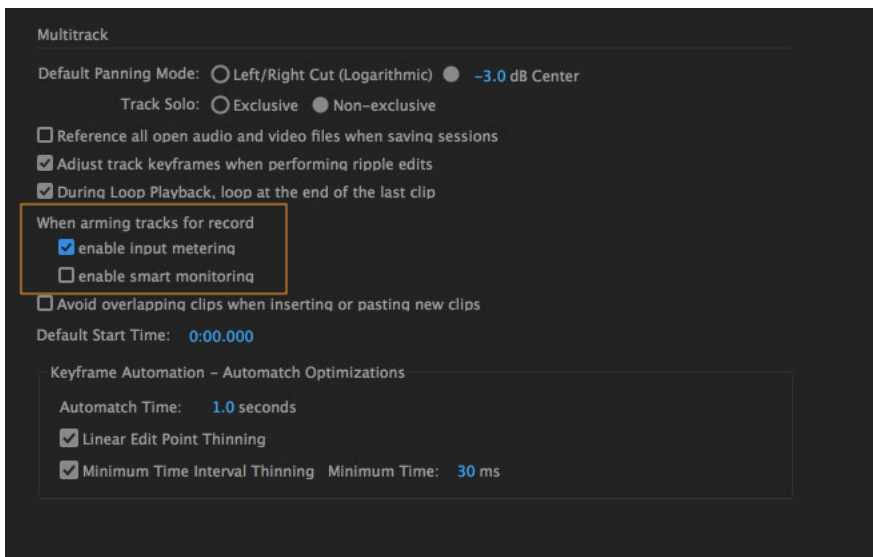 Multitrack
Default Panning Mode: Left/Right Cut (Logarithmic) -3.0 dB Center
Track Solo: Exclusive Non-exclusive
Reference all open audio and video files when saving sessions
Adjust track keyframes when performing ripple edits
During Loop Playback, loop at the end of the last clip
When arming tracks for record
enable input metering
enable smart monitoring
Avoid overlapping clips when inserting or pasting new clips
Default Start Time: 0:00.000
Keyframe Automation – Automatch Optimizations
Automatch Time: 1.0 seconds
Linear Edit Point Thinning
Minimum Time Interval Thinning Minimum Time: 30 ms